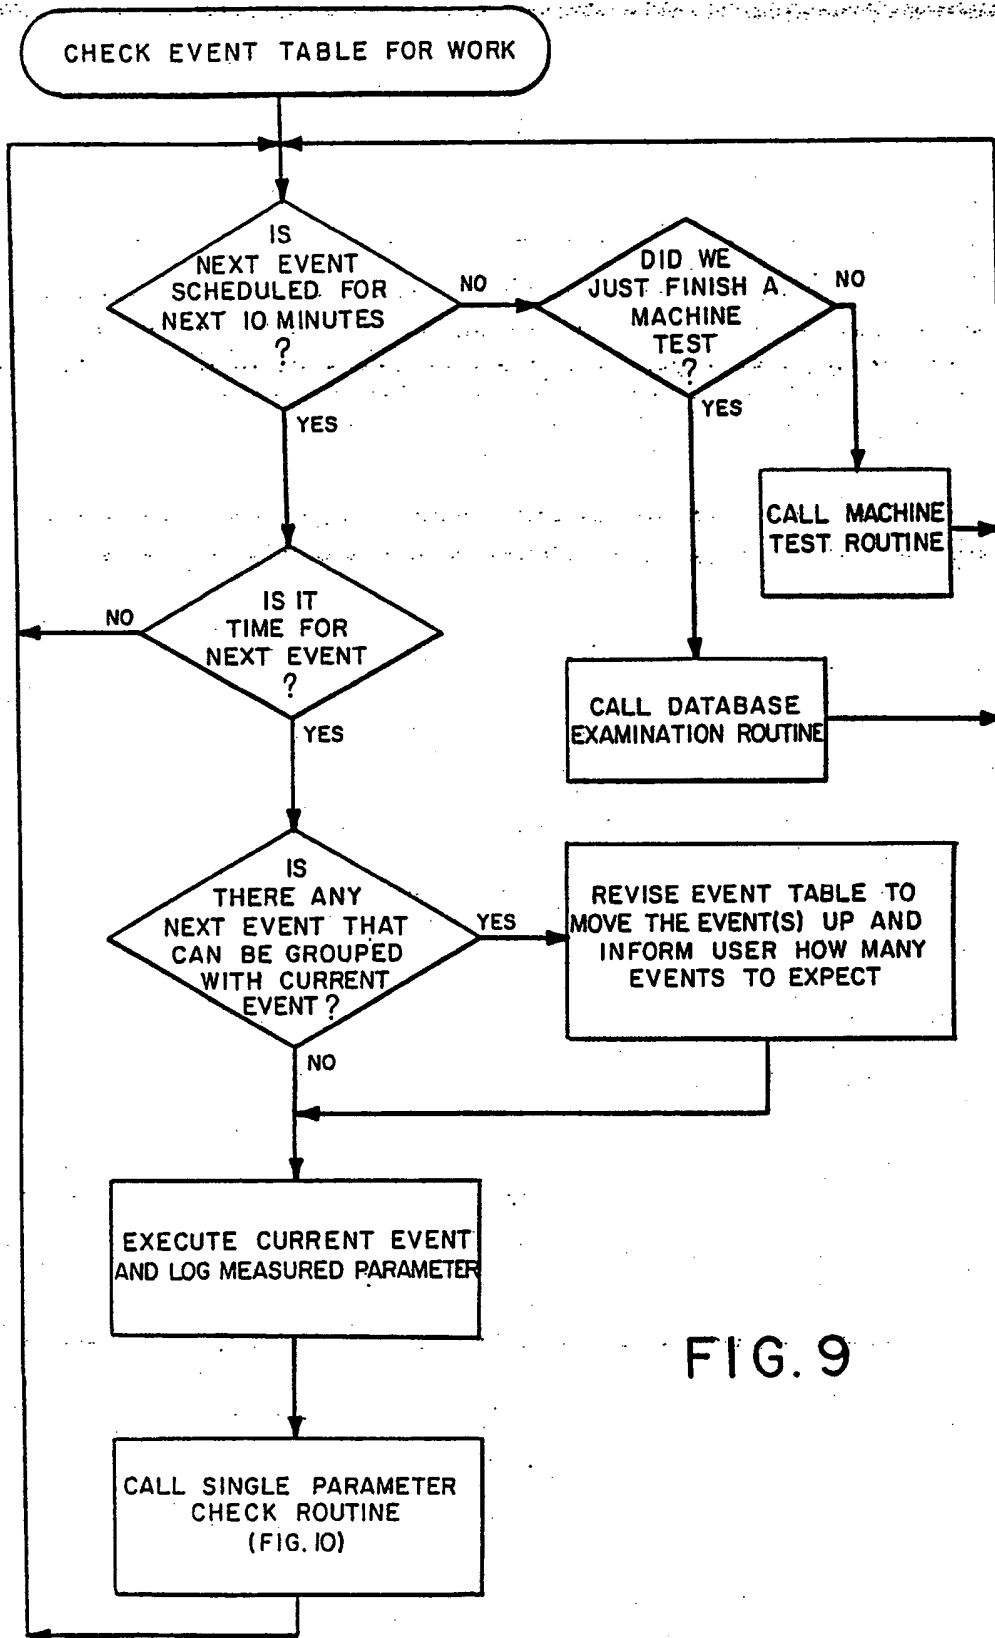 CHECK EVENT TABLE FOR WORK
IS
NEXT EVENT
SCHEDULED FOR
NEXT 10 MINUTES
?
NO
YES
DID WE
JUST FINISH A
MACHINE
TEST
?
NO
YES
CALL MACHINE
TEST ROUTINE
IS IT
TIME FOR
NEXT EVENT
?
NO
YES
CALL DATABASE
EXAMINATION ROUTINE
IS
THERE ANY
NEXT EVENT THAT
CAN BE GROUPED
WITH CURRENT
EVENT?
YES
NO
REVISE EVENT TABLE TO
MOVE THE EVENT(S) UP AND
INFORM USER HOW MANY
EVENTS TO EXPECT
EXECUTE CURRENT EVENT
AND LOG MEASURED PARAMETER
FIG. 9
CALL SINGLE PARAMETER
CHECK ROUTINE
(FIG. 10)